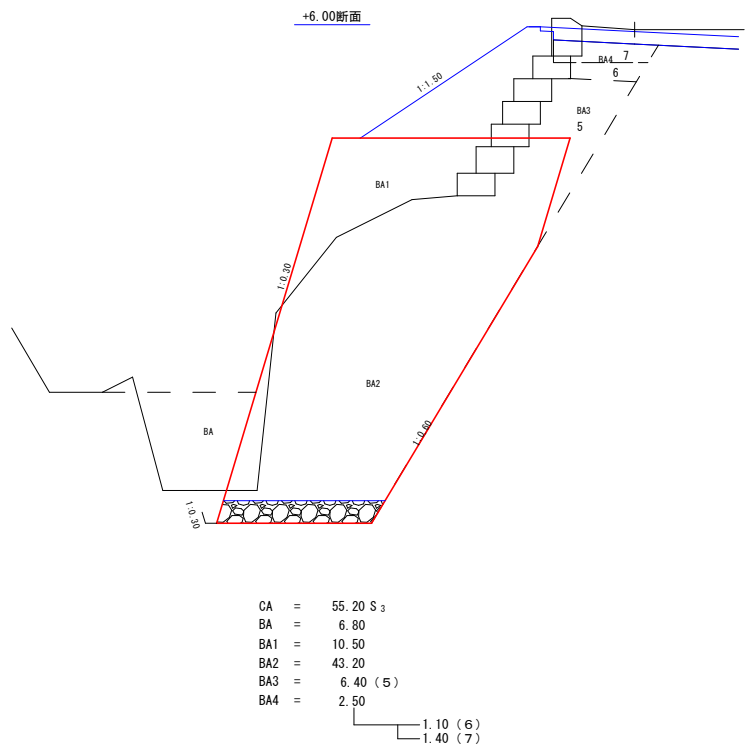 +6.00断面
BA4 7
6
1:1.50
BA3
5
BA1
1:0.30
BA2
1:0.60
BA
1:0.30
CA = 55.20 S₃
BA = 6.80
BA1 = 10.50
BA2 = 43.20
BA3 = 6.40 (5)
BA4 = 2.50
1.10 (6)
1.40 (7)